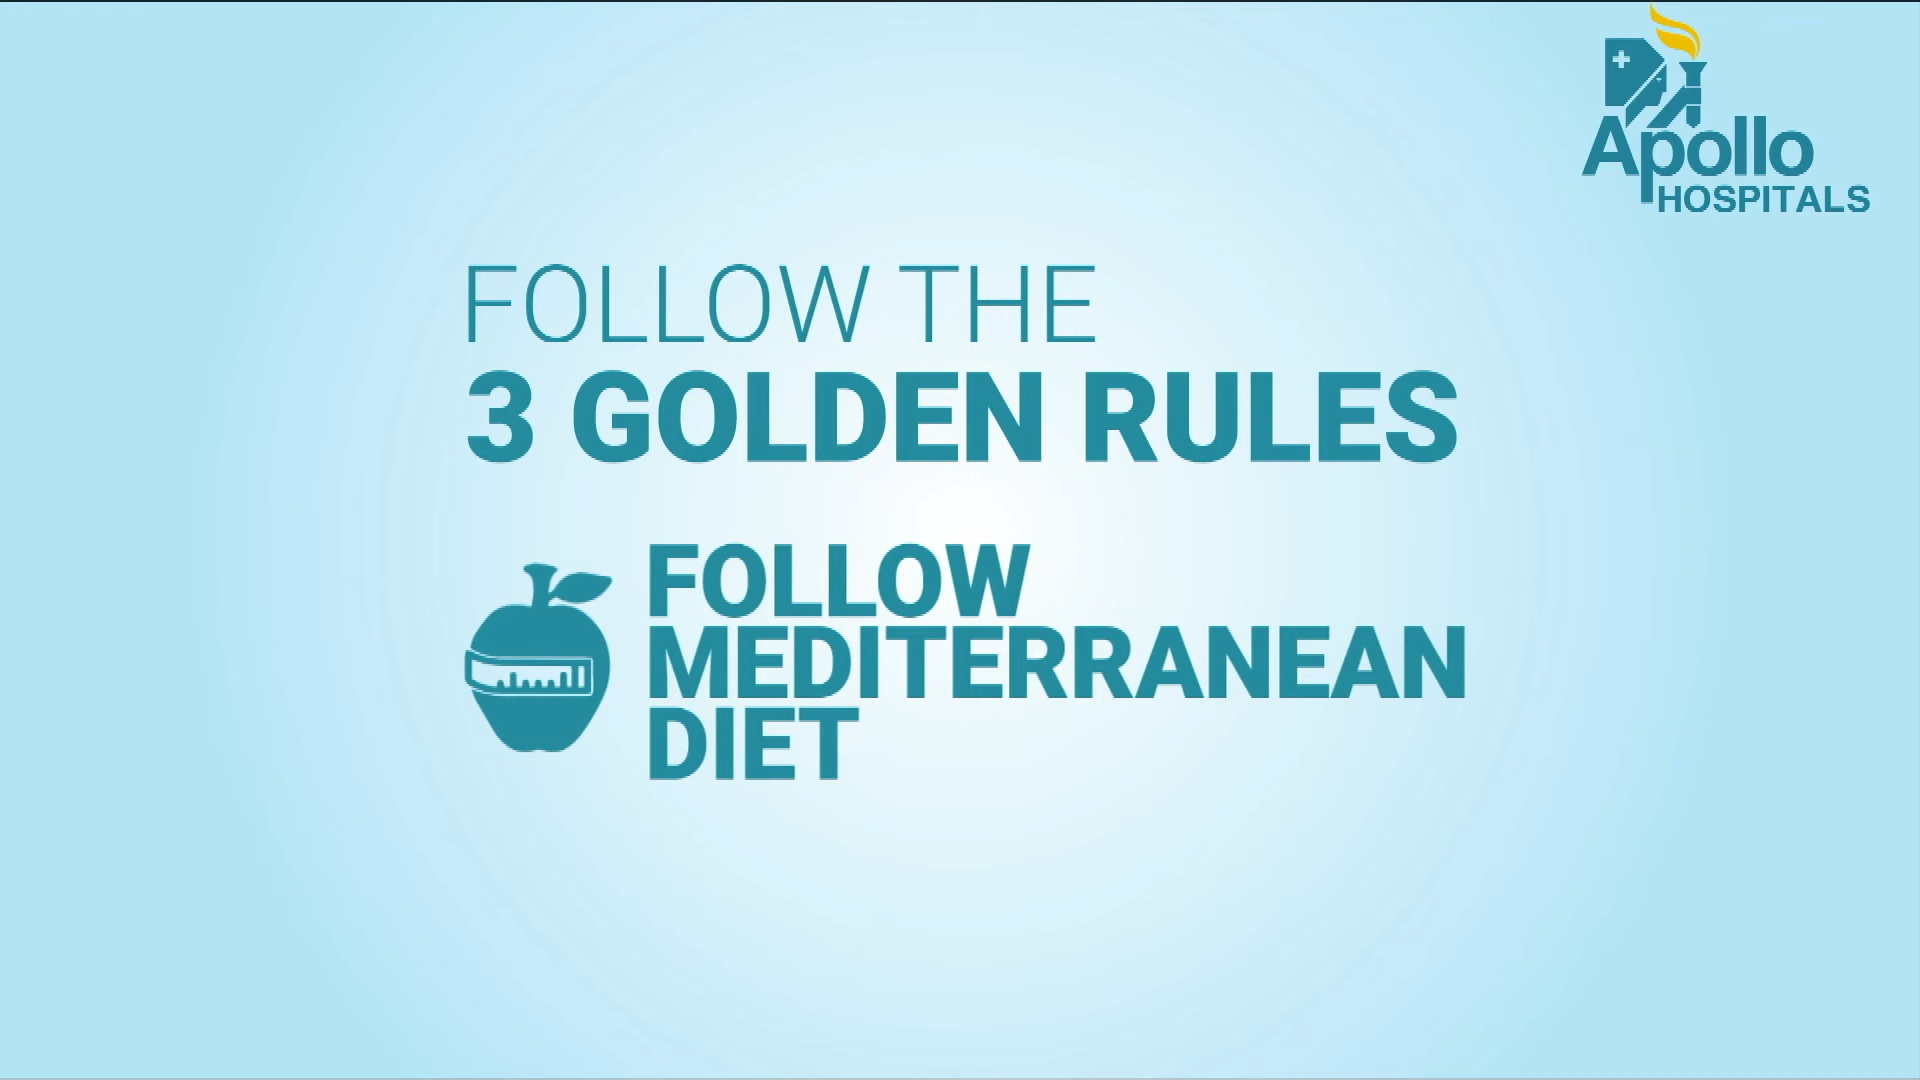 Apollo
HOSPITALS
FOLLOW THE
3 GOLDEN RULES
FOLLOW
MEDITERRANEAN
DIET